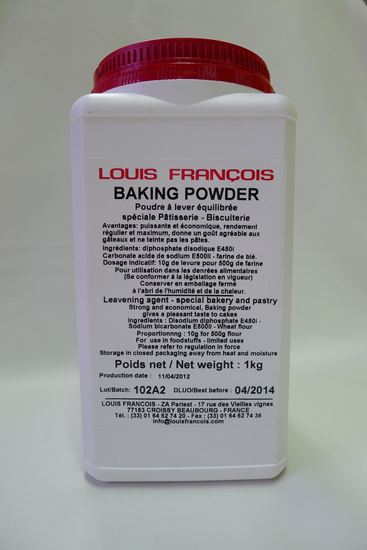 LOUIS FRANÇOIS
BAKING POWDER
Poudre à lever équilibrée
spéciale Pâtisserie - Biscuiterie
Avantages: puissante et économique, rendement
régulier et maximum, donne un goût agréable aux
gâteaux et ne teinte pas les pâtes.
Ingrédients: diphosphate disodique E450I
Carbonate acide de sodium E500II - farine de blé.
Dosage indicatif: 10g de levure pour 500g de farine
Pour utilisation dans les denrées alimentaires
(Se conformer à la législation en vigueur)
Conserver en emballage fermé
à l'abri de l'humidité et de la chaleur.
Leavening agent - special bakery and pastry
Strong and economical, Baking powder
gives a pleasant taste to cakes
Ingredients : Disodium diphosphate E450I -
Sodium bicarbonate E500II - Wheat flour
Proportionnng : 10g for 500g flour
For use in foodstuffs - limited uses
Please refer to regulation in force
Storage in closed packaging away from heat and moisture
Poids net / Net weight : 1kg
Production date : 11/04/2012
Lot/Batch: 102A2 DLUO/Best before : 04/2014
LOUIS FRANCOIS - ZA Pariest - 17 rue des Vieilles vignes
77183 CROISSY BEAUBOURG - FRANCE
Tél. : (33) 01 64 62 74 20 - Fax : (33) 01 64 62 74 36
info@louisfrancois.com